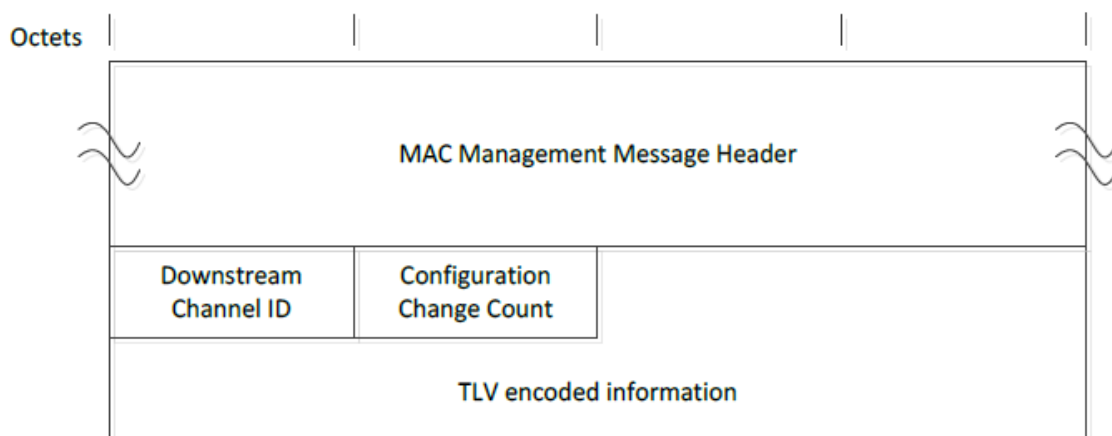 Octets
MAC Management Message Header
Downstream
Channel ID
Configuration
Change Count
TLV encoded information